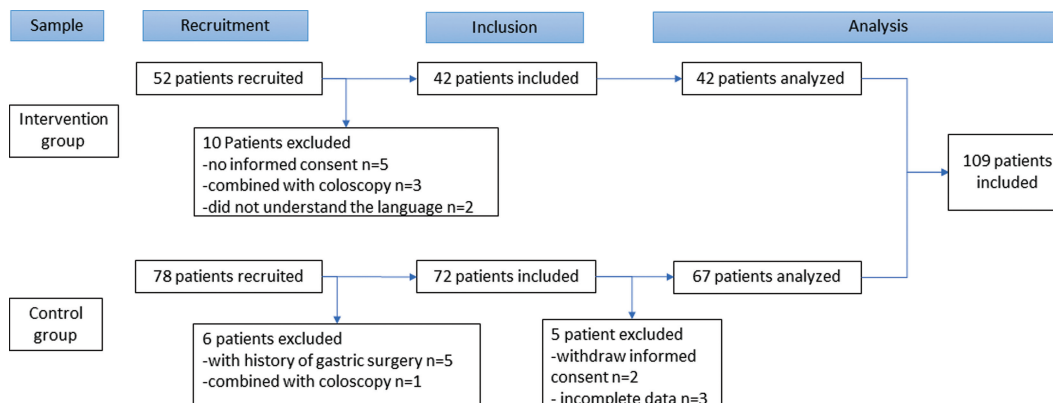 Sample
Recruitment
Inclusion
Analysis
52 patients recruited
42 patients included
42 patients analyzed
Intervention
group
10 Patients excluded
-no informed consent n=5
-combined with coloscopy n=3
-did not understand the language n=2
109 patients
included
78 patients recruited
72 patients included
67 patients analyzed
Control
group
6 patients excluded
-with history of gastric surgery n=5
-combined with coloscopy n=1
5 patient excluded
-withdraw informed
consent n=2
- incomplete data n=3